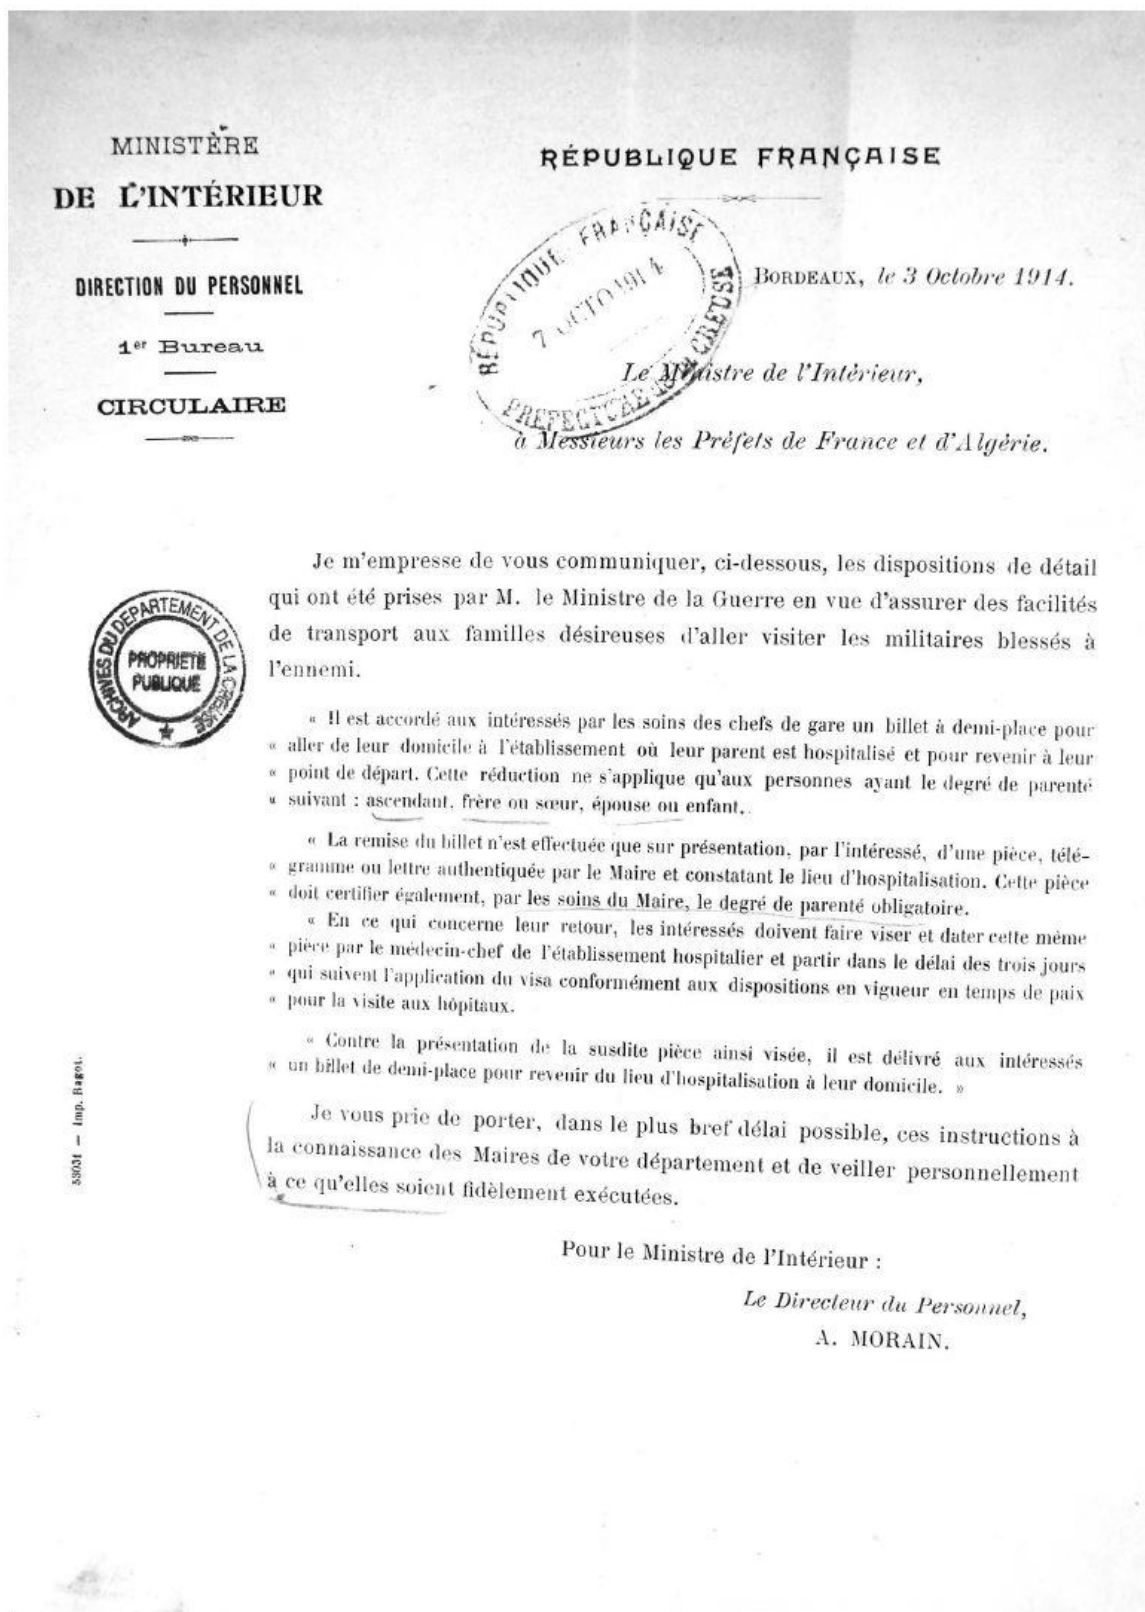 MINISTÈRE
DE L'INTÉRIEUR
DIRECTION DU PERSONNEL
1er Bureau
CIRCULAIRE
RÉPUBLIQUE FRANÇAISE
RÉPUBLIQUE FRANÇAISE
7 OCTO 1914
PREFECTURE DE LA CREUSE
BORDEAUX, le 3 Octobre 1914.
Le Ministre de l'Intérieur,
à Messieurs les Préfets de France et d'Algérie.
ARCHIVES DU DEPARTEMENT DE LA CREUSE
PROPRIETE
PUBLIQUE
Je m'empresse de vous communiquer, ci-dessous, les dispositions de détail
qui ont été prises par M. le Ministre de la Guerre en vue d'assurer des facilités
de transport aux familles désireuses d'aller visiter les militaires blessés à
l'ennemi.
« Il est accordé aux intéressés par les soins des chefs de gare un billet à demi-place pour
« aller de leur domicile à l'établissement où leur parent est hospitalisé et pour revenir à leur
« point de départ. Cette réduction ne s'applique qu'aux personnes ayant le degré de parenté
« suivant : ascendant, frère ou sœur, épouse ou enfant.
« La remise du billet n'est effectuée que sur présentation, par l'intéressé, d'une pièce, télé-
« gramme ou lettre authentiquée par le Maire et constatant le lieu d'hospitalisation. Cette pièce
« doit certifier également, par les soins du Maire, le degré de parenté obligatoire.
« En ce qui concerne leur retour, les intéressés doivent faire viser et dater cette même
« pièce par le médecin-chef de l'établissement hospitalier et partir dans le délai des trois jours
« qui suivent l'application du visa conformément aux dispositions en vigueur en temps de paix
« pour la visite aux hôpitaux.
« Contre la présentation de la susdite pièce ainsi visée, il est délivré aux intéressés
« un billet de demi-place pour revenir du lieu d'hospitalisation à leur domicile. »
Je vous prie de porter, dans le plus bref délai possible, ces instructions à
la connaissance des Maires de votre département et de veiller personnellement
à ce qu'elles soient fidèlement exécutées.
Pour le Ministre de l'Intérieur :
Le Directeur du Personnel,
A. MORAIN.
53031 — Imp. Ragot.